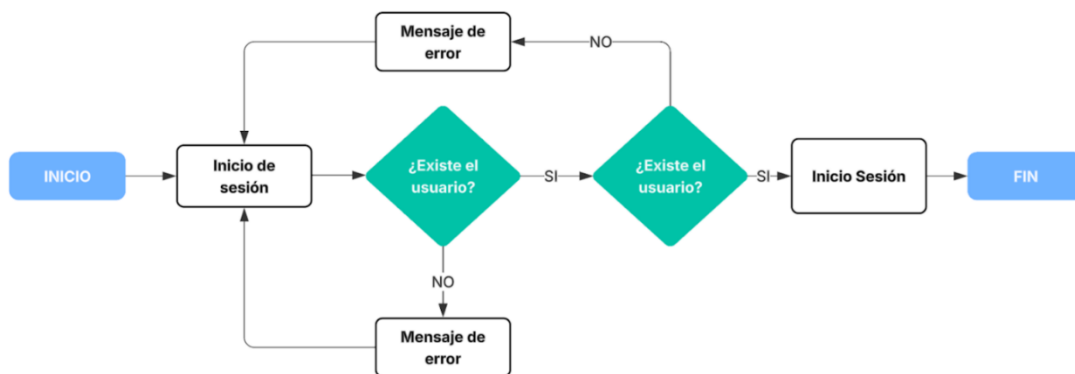 Mensaje de
error
NO
INICIO
Inicio de
sesión
¿Existe el
usuario?
SI
¿Existe el
usuario?
SI
Inicio Sesión
FIN
NO
Mensaje de
error